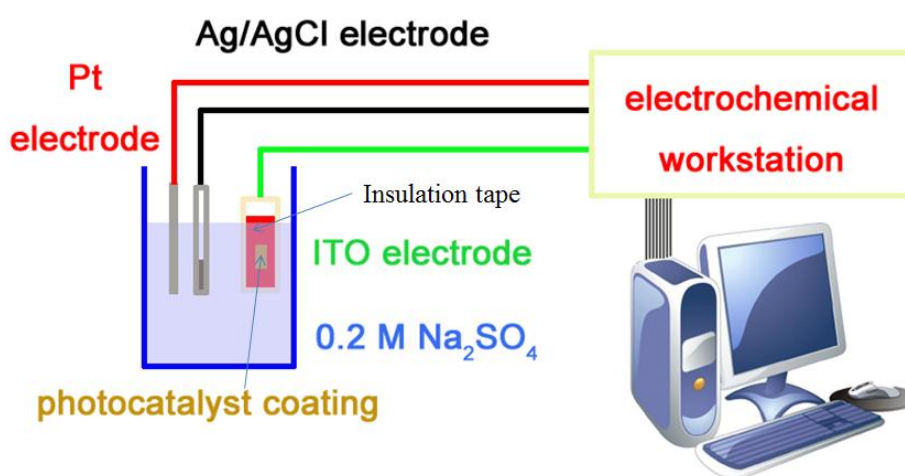 Ag/AgCl electrode
Pt
electrode
electrochemical
workstation
Insulation tape
ITO electrode
0.2 M Na₂SO₄
photocatalyst coating